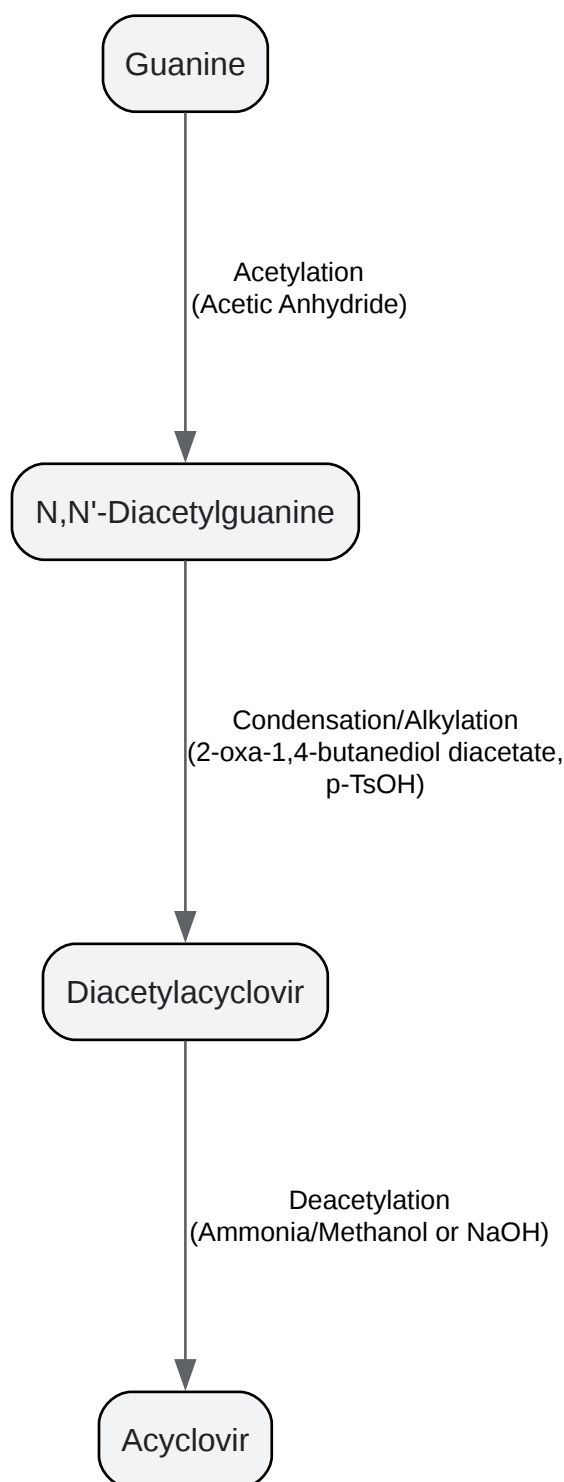 Guanine
Acetylation
(Acetic Anhydride)
N,N'-Diacetylguanine
Condensation/Alkylation
(2-oxa-1,4-butanediol diacetate,
p-TsOH)
Diacetylacyclovir
Deacetylation
(Ammonia/Methanol or NaOH)
Acyclovir